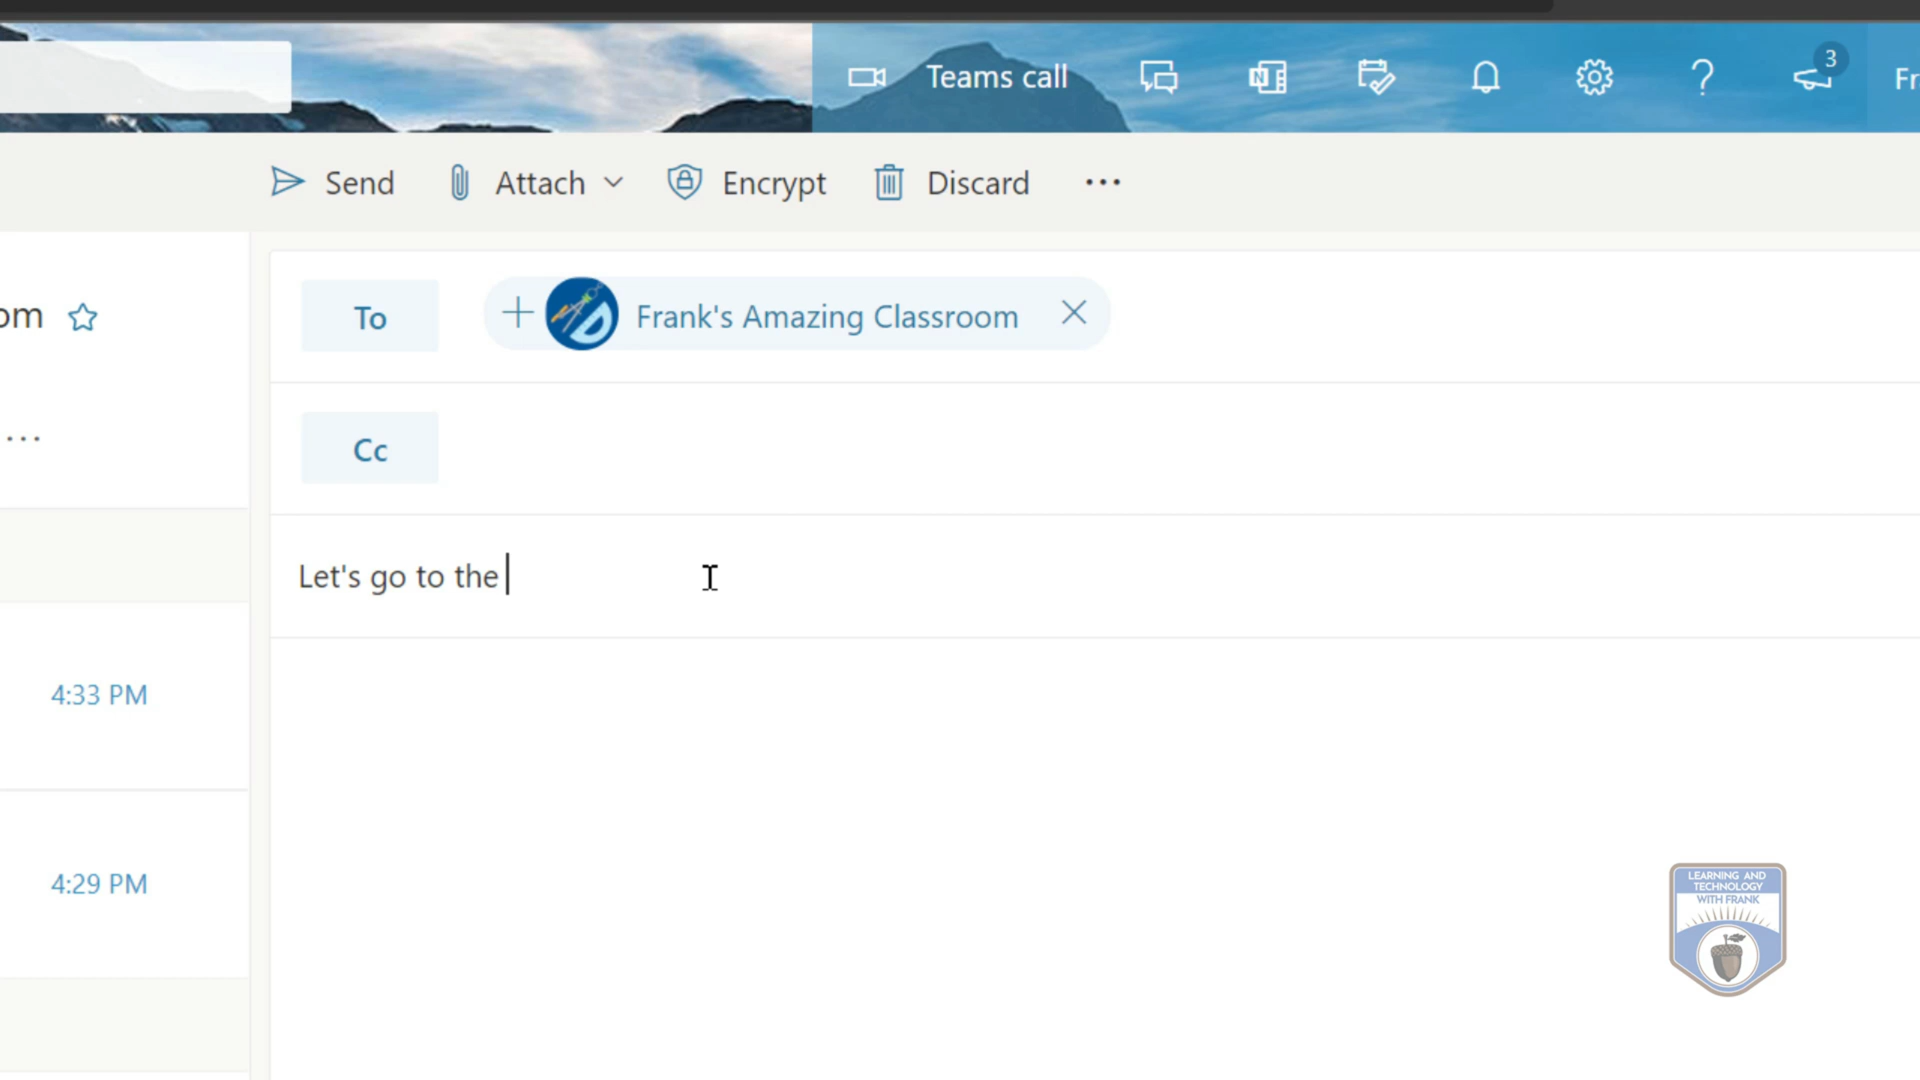 Teams call
3
Fr
Send
Attach
Encrypt
Discard
om
To
Frank's Amazing Classroom
Cc
Let's go to the
4:33 PM
4:29 PM
LEARNING AND
TECHNOLOGY
WITH FRANK